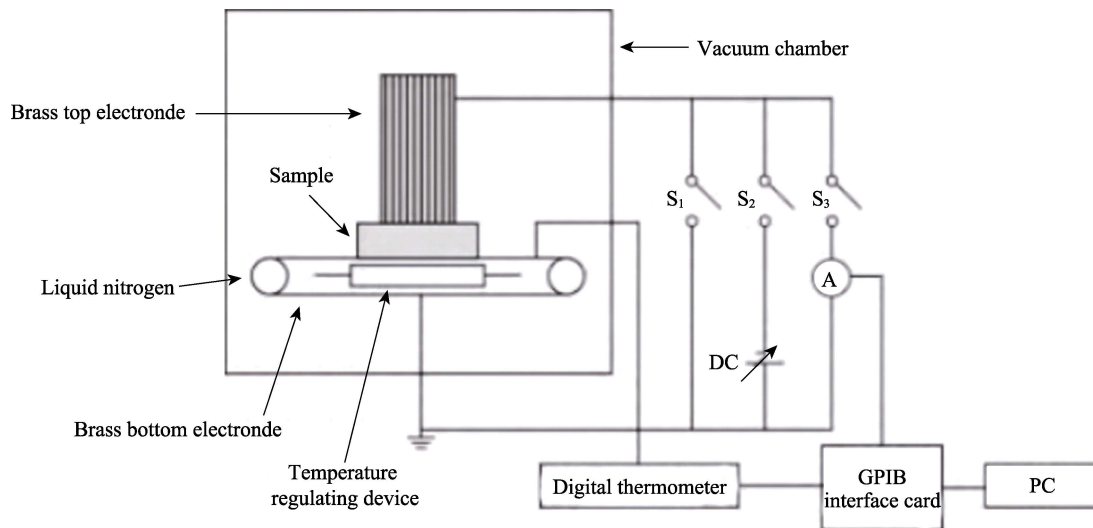 Vacuum chamber
Brass top electronde
Sample
S1
S2
S3
Liquid nitrogen
A
DC
Brass bottom electronde
Temperature
regulating device
Digital thermometer
GPIB
interface card
PC